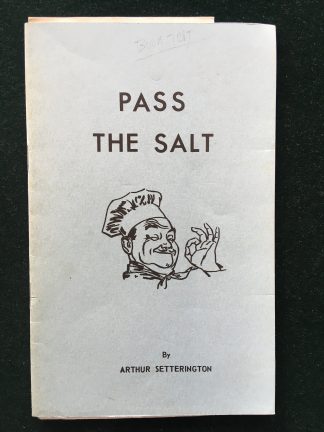 PASS
THE SALT
By
ARTHUR SETTERINGTON